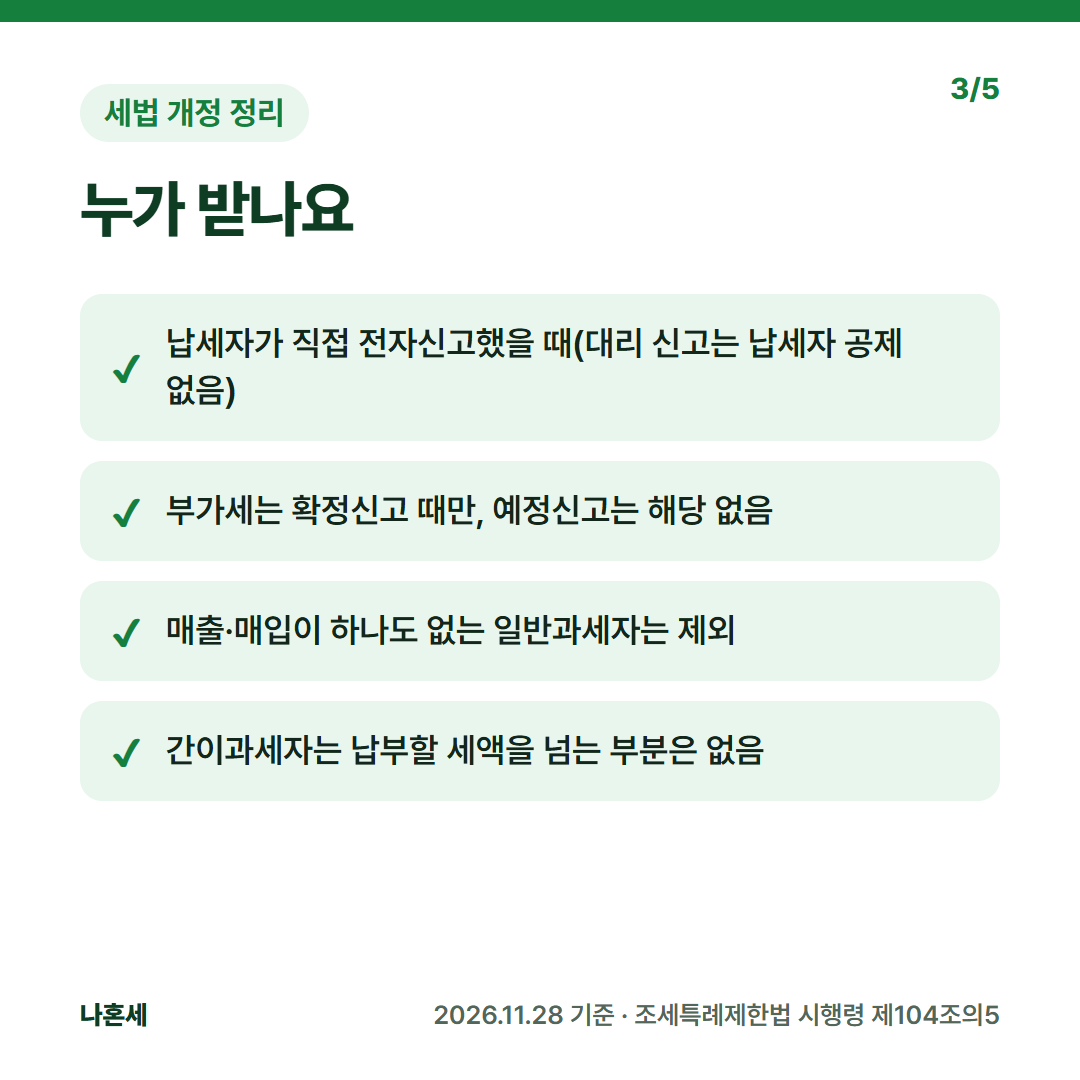 세법 개정 정리
3/5
누가 받나요
납세자가 직접 전자신고했을 때(대리 신고는 납세자 공제
없음)
부가세는 확정신고 때만, 예정신고는 해당 없음
매출·매입이 하나도 없는 일반과세자는 제외
간이과세자는 납부할 세액을 넘는 부분은 없음
나혼세
2026.11.28 기준 · 조세특례제한법 시행령 제104조의5